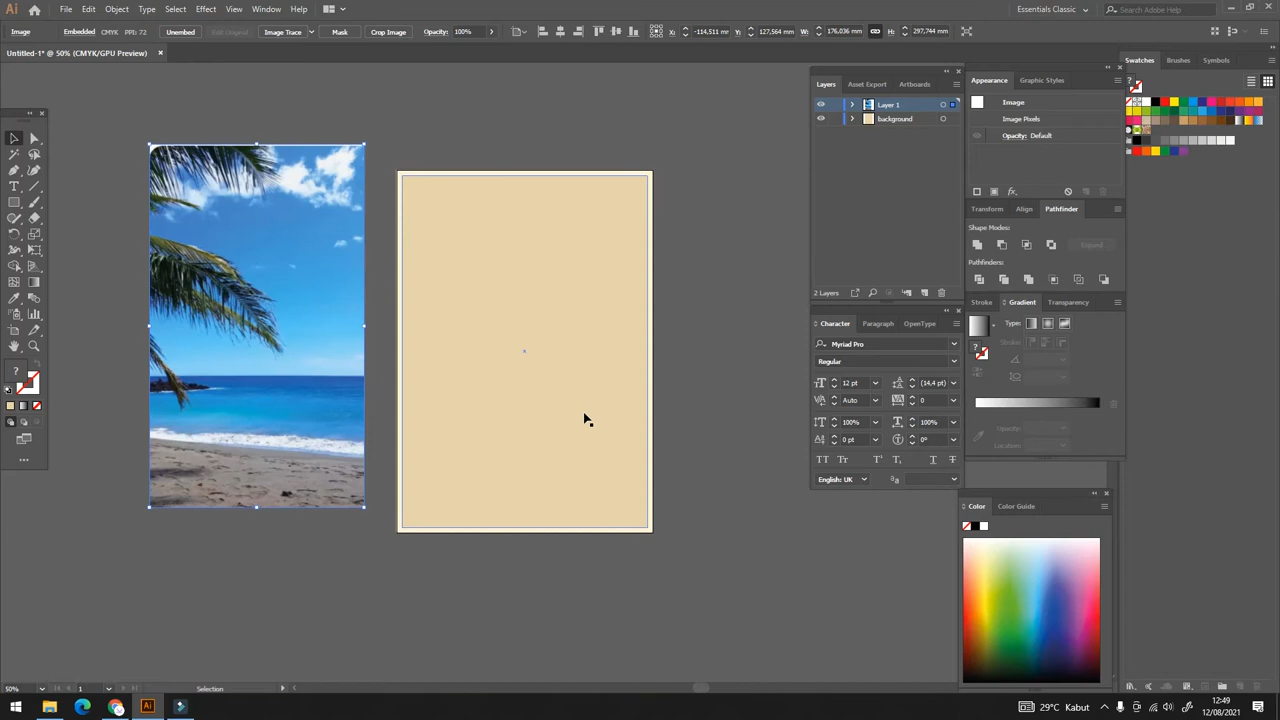 Ai File Edit Object Type Select Effect View Window Help Essentials Classic Search Adobe Help
Image Embedded CMYK PPI: 72 Unembed Edit Original Image Trace Mask Crop Image Opacity: 100% X: -114,511 mm Y: 127,564 mm W: 176,036 mm H: 297,744 mm
Untitled-1* @ 50% (CMYK/GPU Preview)
Layers Asset Export Artboards
Layer 1
Background
2 Layers
Character Paragraph OpenType
Myriad Pro
Regular
12 pt (14,4 pt)
Auto 0
100% 100%
0 pt 0°
English: UK
Appearance Graphic Styles
Image
Image Pixels
Opacity: Default
Transform Align Pathfinder
Shape Modes:
Expand
Pathfinders:
Stroke Gradient Transparency
Type:
Stroke:
Opacity:
Location:
Color Color Guide
Swatches Brushes Symbols
50% 1 Selection
29°C Kabut 12:49
12/08/2021